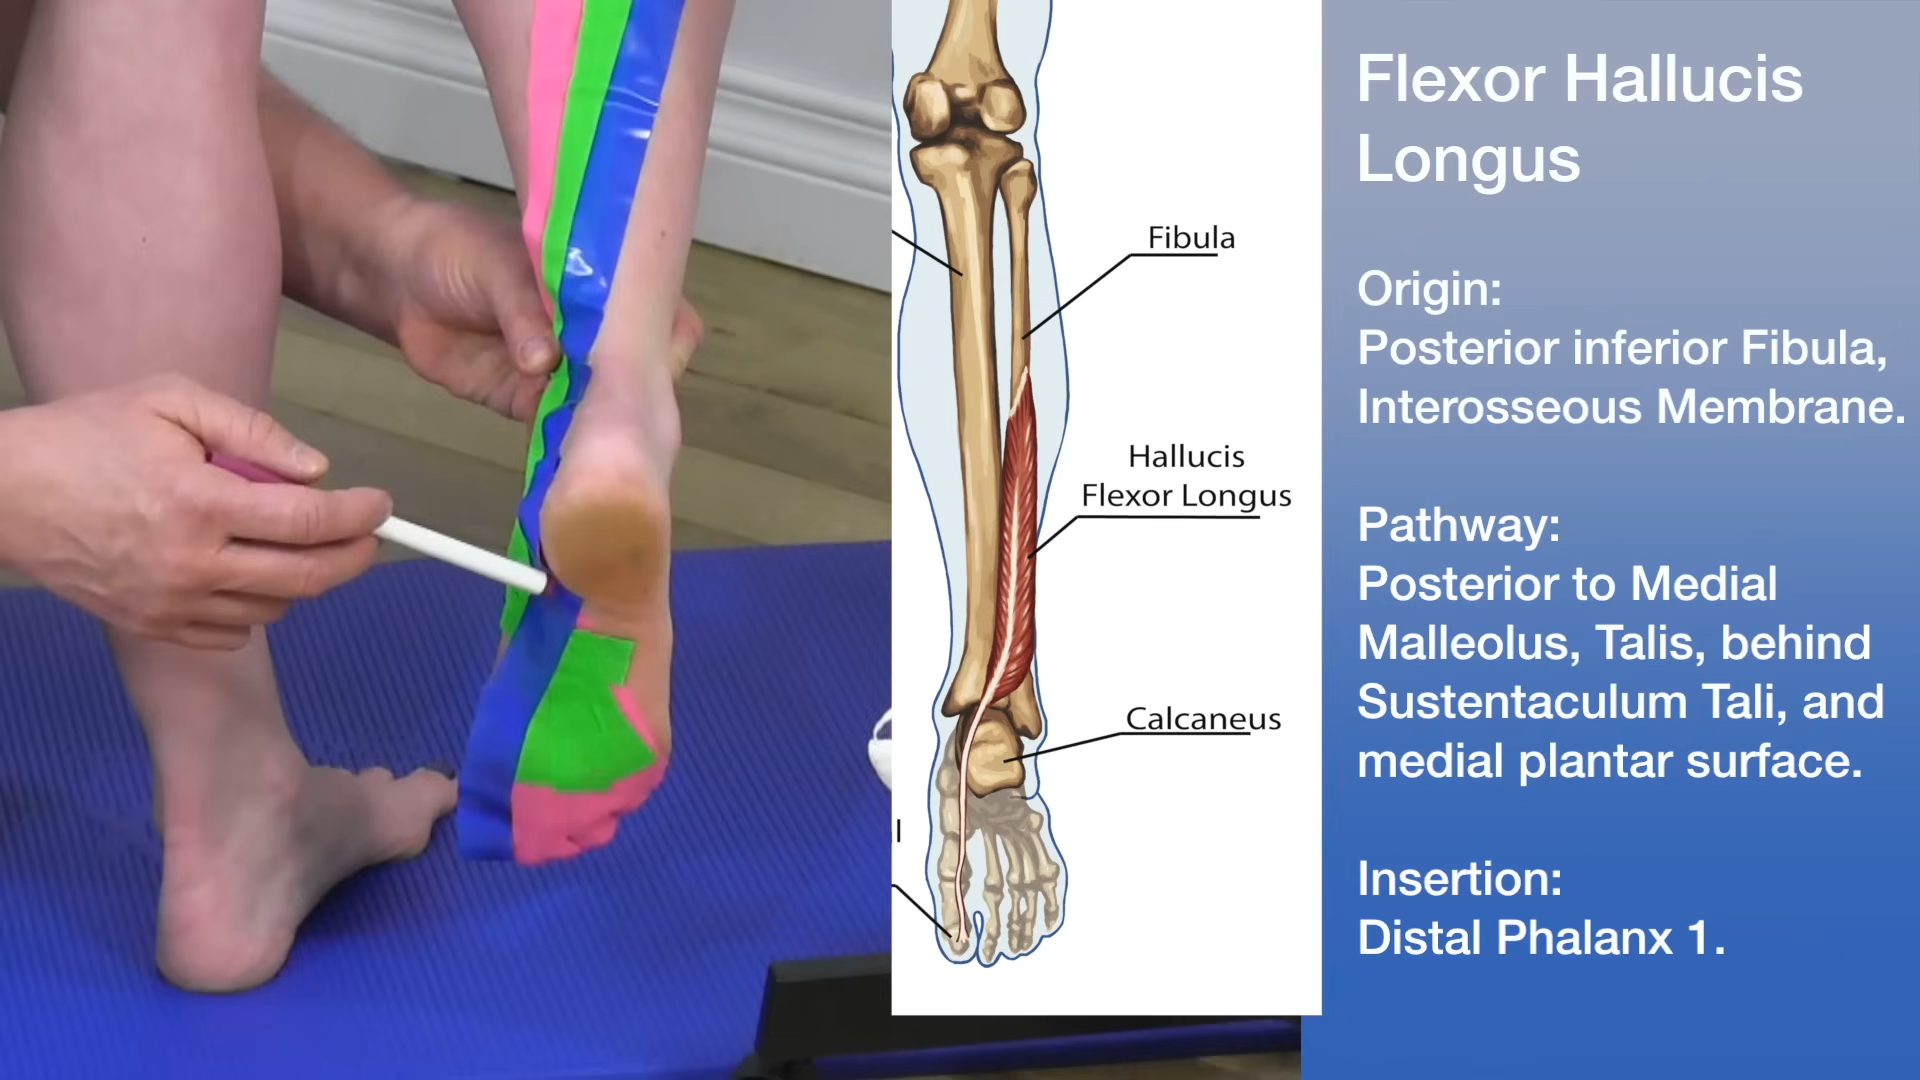 Flexor Hallucis
Longus
Origin:
Posterior inferior Fibula,
Interosseous Membrane.
Pathway:
Posterior to Medial
Malleolus, Talis, behind
Sustentaculum Tali, and
medial plantar surface.
Insertion:
Distal Phalanx 1.
Fibula
Hallucis
Flexor Longus
Calcaneus
l